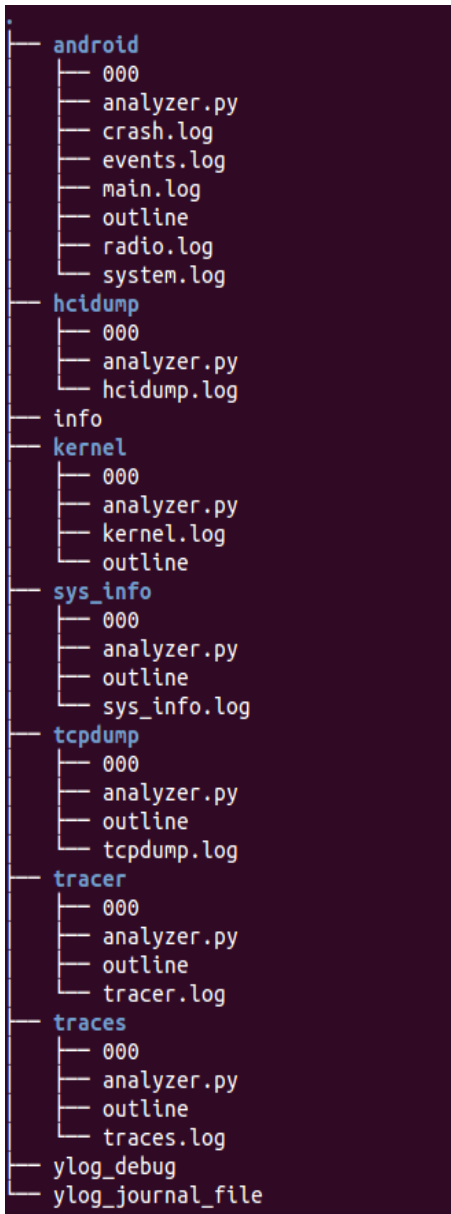 .
├── android
│   ├── 000
│   ├── analyzer.py
│   ├── crash.log
│   ├── events.log
│   ├── main.log
│   ├── outline
│   ├── radio.log
│   └── system.log
├── hcidump
│   ├── 000
│   ├── analyzer.py
│   └── hcidump.log
├── info
├── kernel
│   ├── 000
│   ├── analyzer.py
│   ├── kernel.log
│   └── outline
├── sys_info
│   ├── 000
│   ├── analyzer.py
│   ├── outline
│   └── sys_info.log
├── tcpdump
│   ├── 000
│   ├── analyzer.py
│   ├── outline
│   └── tcpdump.log
├── tracer
│   ├── 000
│   ├── analyzer.py
│   ├── outline
│   └── tracer.log
├── traces
│   ├── 000
│   ├── analyzer.py
│   ├── outline
│   └── traces.log
├── ylog_debug
└── ylog_journal_file